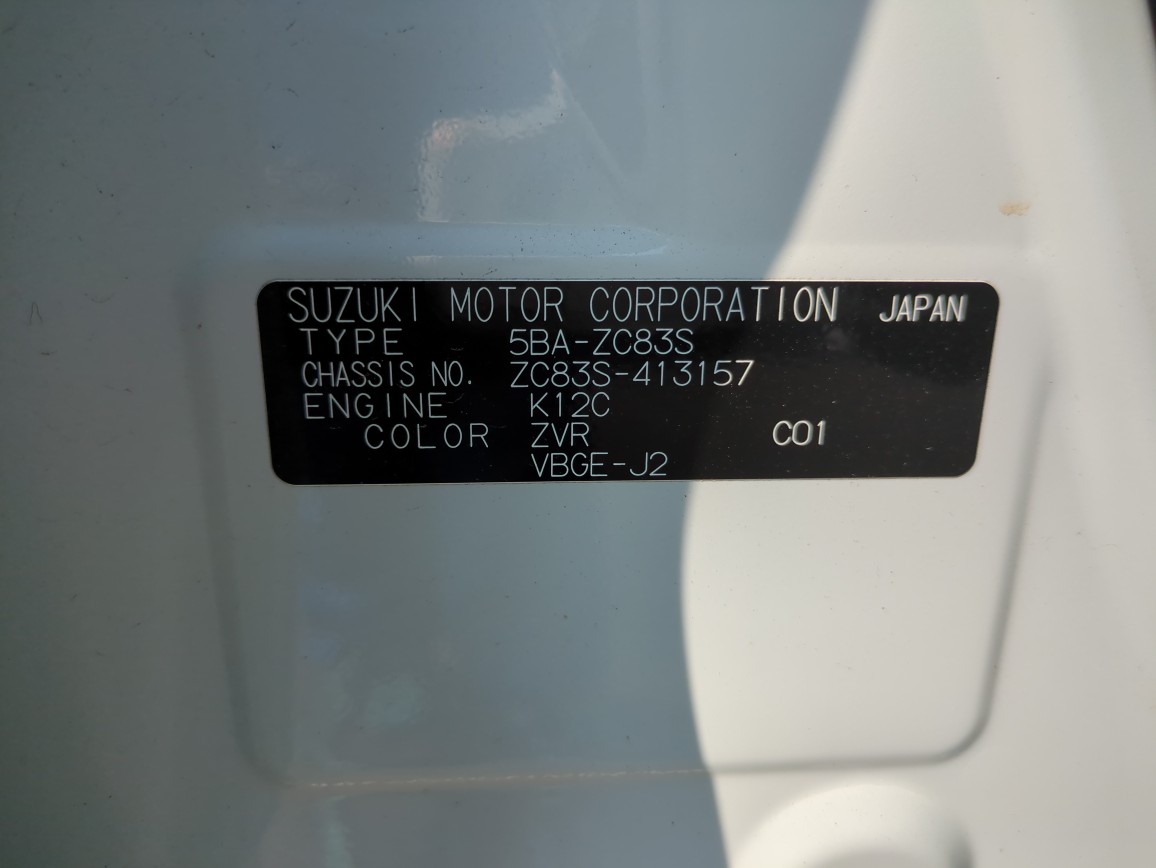 SUZUKI MOTOR CORPORATION JAPAN
TYPE 5BA-ZC83S
CHASSIS NO. ZC83S-413157
ENGINE K12C
COLOR ZVR C01
VBGE-J2